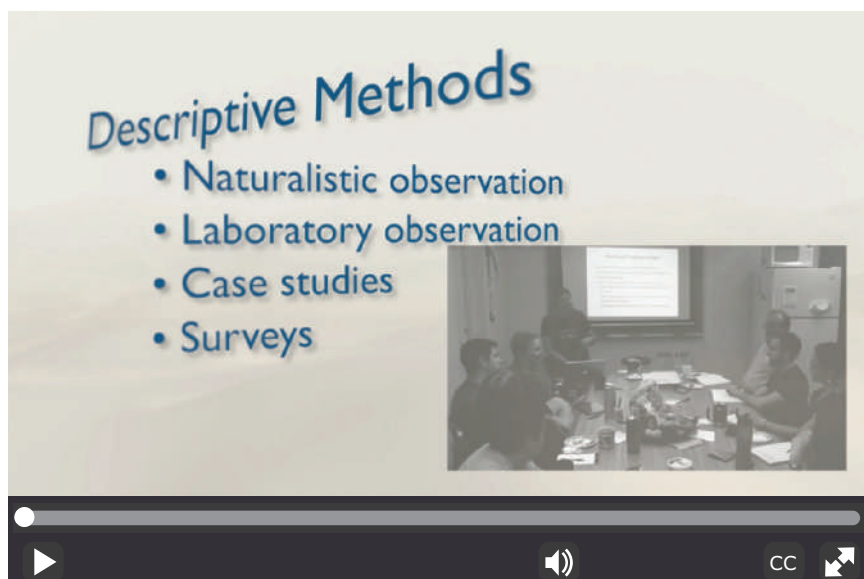 Descriptive Methods
• Naturalistic observation
• Laboratory observation
• Case studies
• Surveys
CC